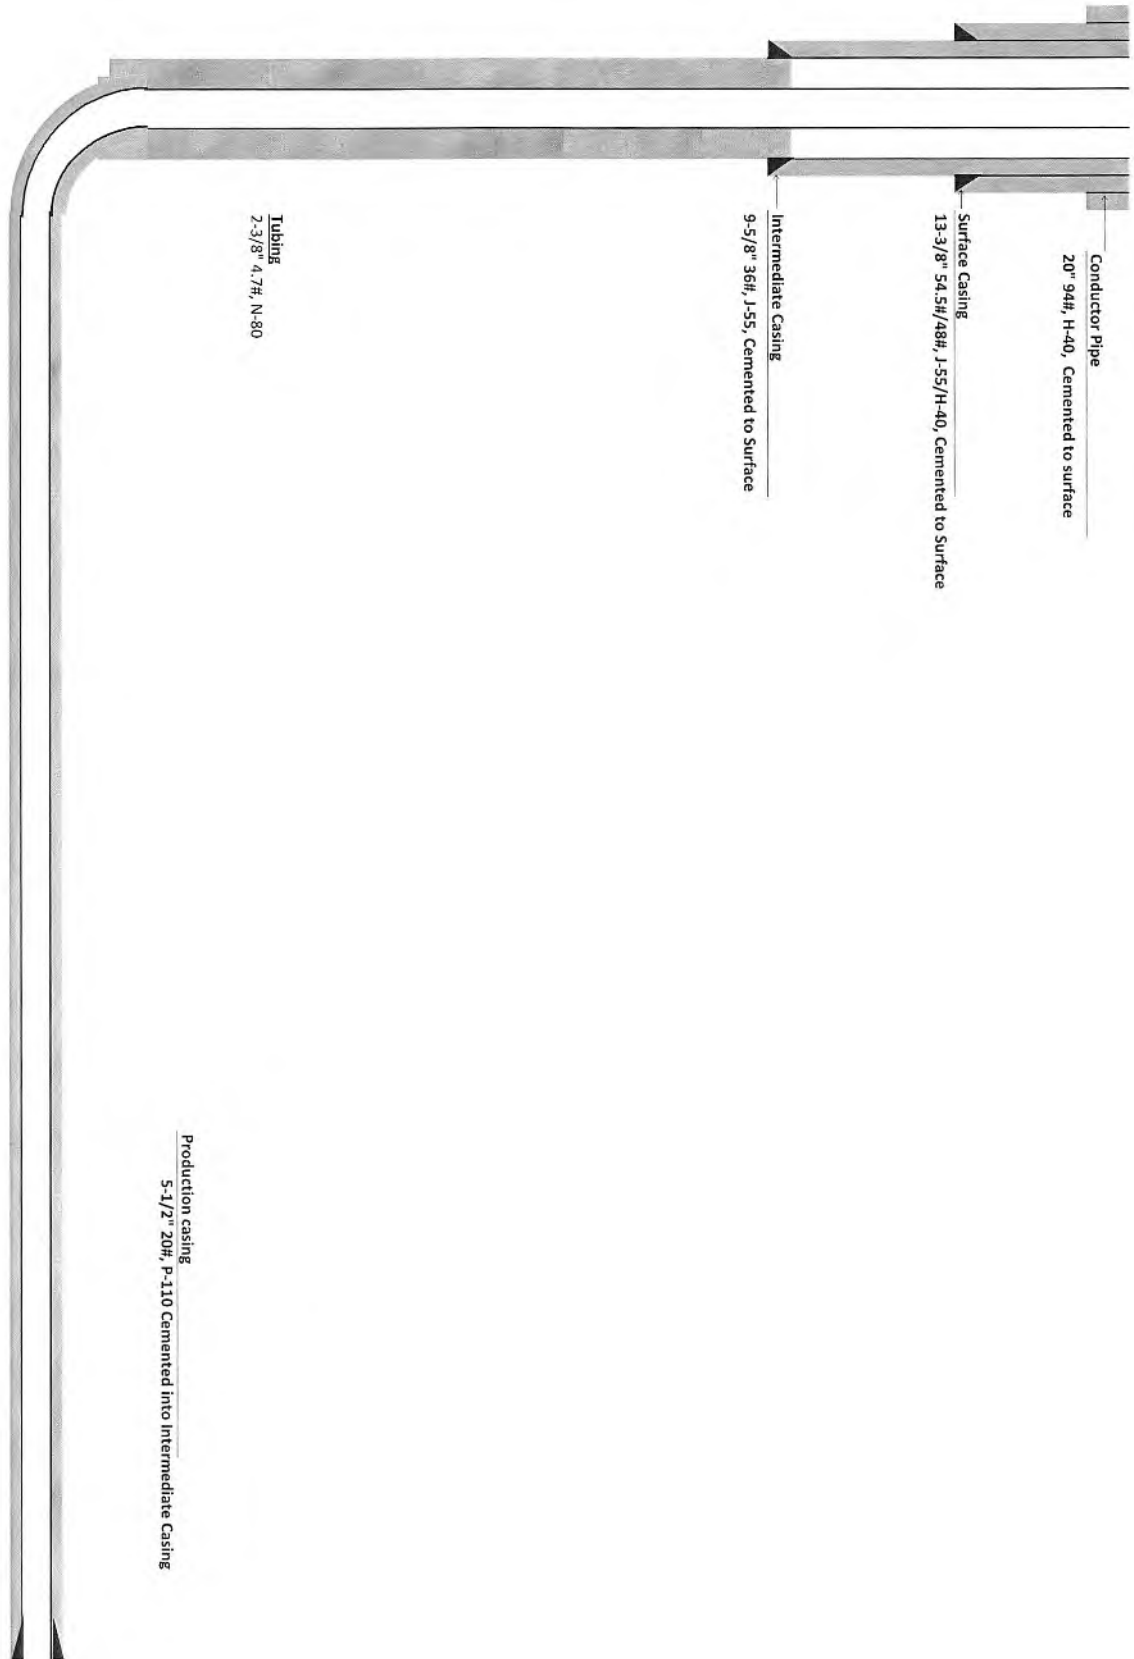 Conductor Pipe
20" 94#, H-40, Cemented to surface
Surface Casing
13-3/8" 54.5#/48#, J-55/H-40, Cemented to Surface
Intermediate Casing
9-5/8" 36#, J-55, Cemented to Surface
Tubing
2-3/8" 4.7#, N-80
Production casing
5-1/2" 20#, P-110 Cemented into Intermediate Casing